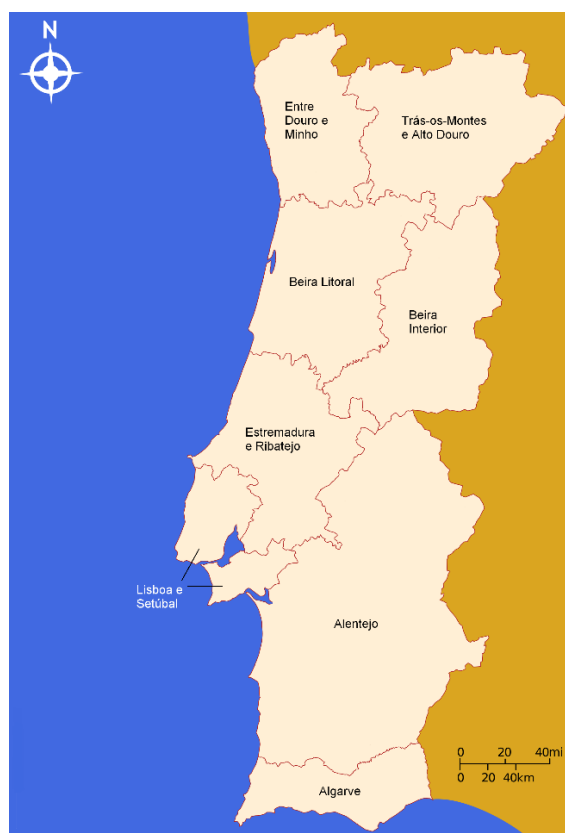 N
Entre
Douro e
Minho
Trás-os-Montes
e Alto Douro
Beira Litoral
Beira
Interior
Estremadura
e Ribatejo
Lisboa e
Setúbal
Alentejo
0 20 40mi
0 20 40km
Algarve